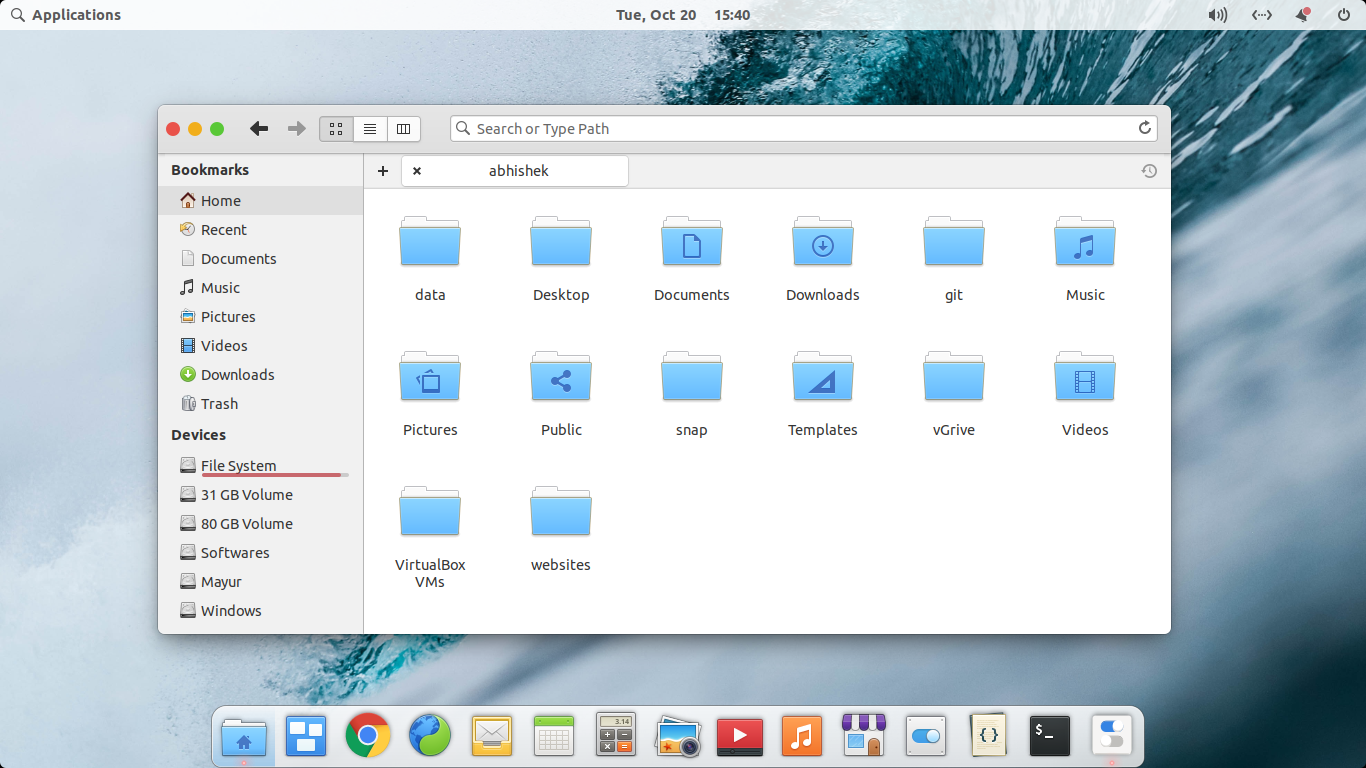 Applications
Tue, Oct 20 15:40
Search or Type Path
Bookmarks
Home
Recent
Documents
Music
Pictures
Videos
Downloads
Trash
Devices
File System
31 GB Volume
80 GB Volume
Softwares
Mayur
Windows
abhishek
data
Desktop
Documents
Downloads
git
Music
Pictures
Public
snap
Templates
vGrive
Videos
VirtualBox
VMs
websites
3.14
{}
$_